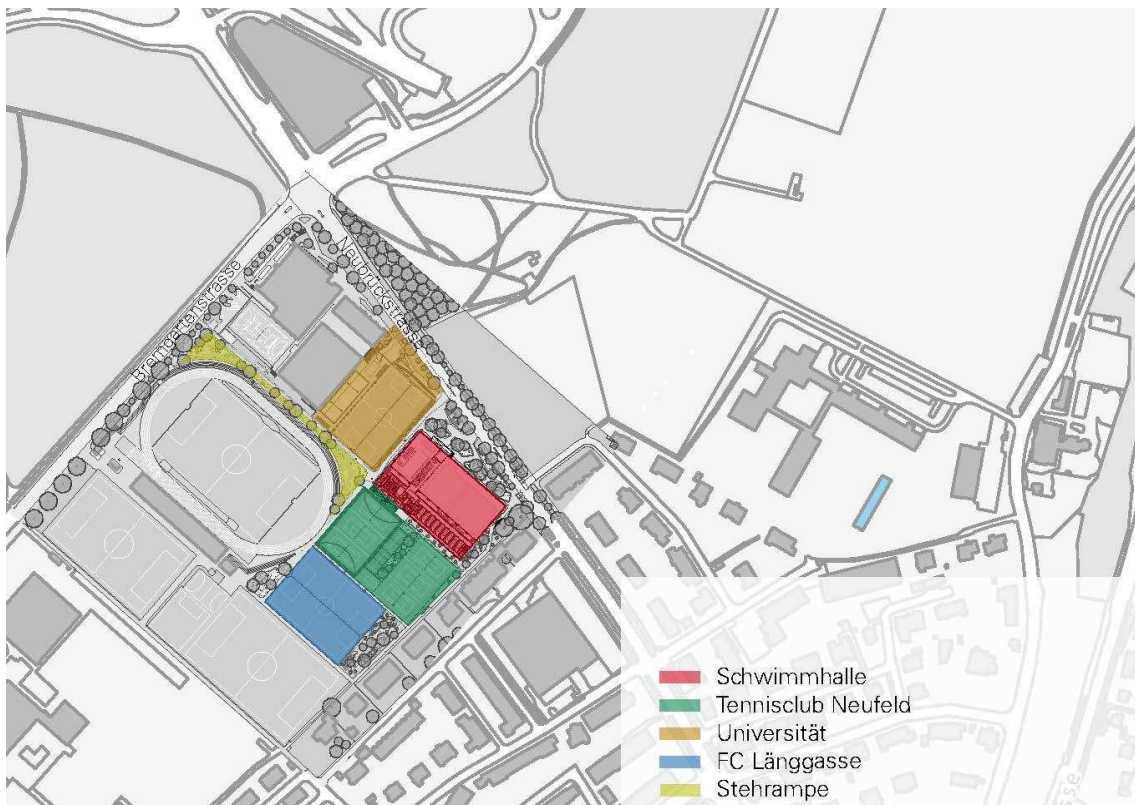 Neubrückstrasse
Bremgartenstrasse
Schwimmhalle
Tennisclub Neufeld
Universität
FC Länggasse
Stehrampe